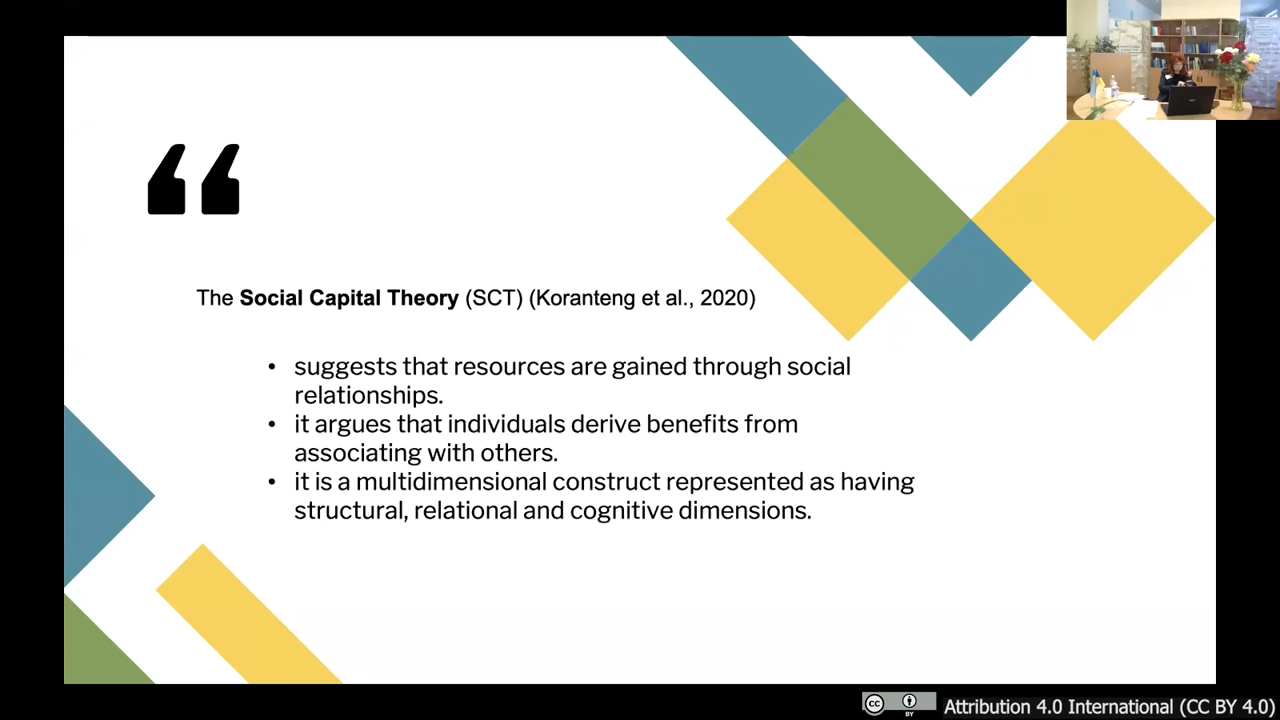 “
The Social Capital Theory (SCT) (Koranteng et al., 2020)
• suggests that resources are gained through social
relationships.
• it argues that individuals derive benefits from
associating with others.
• it is a multidimensional construct represented as having
structural, relational and cognitive dimensions.
cc BY Attribution 4.0 International (CC BY 4.0)